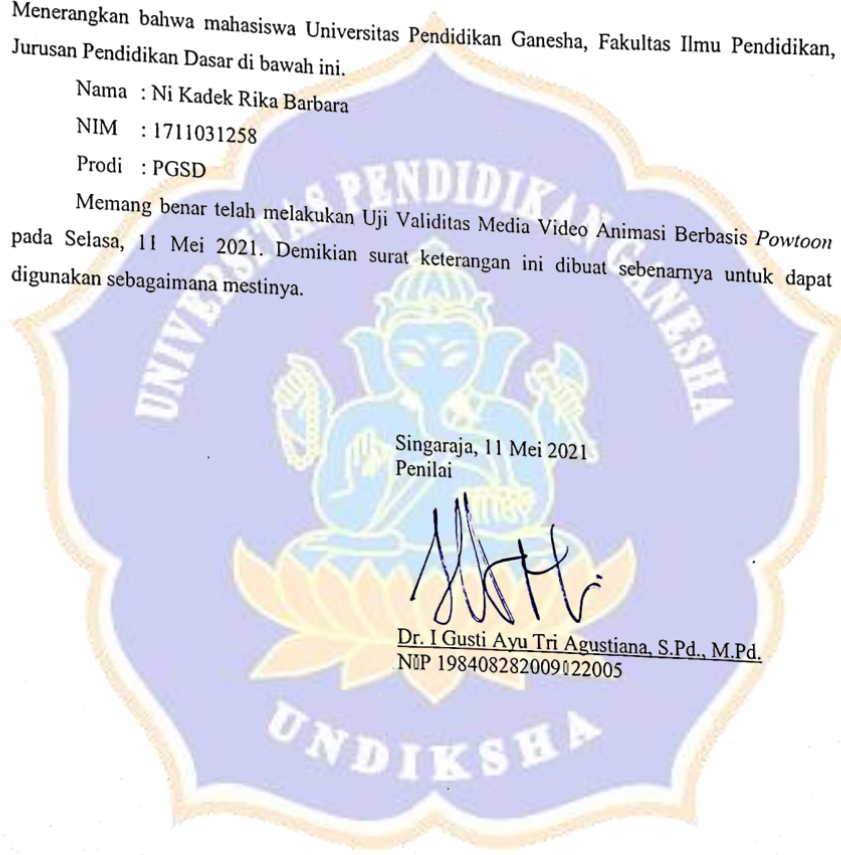 Menerangkan bahwa mahasiswa Universitas Pendidikan Ganesha, Fakultas Ilmu Pendidikan,
Jurusan Pendidikan Dasar di bawah ini.
Nama : Ni Kadek Rika Barbara
NIM : 1711031258
Prodi : PGSD
Memang benar telah melakukan Uji Validitas Media Video Animasi Berbasis Powtoon
pada Selasa, 11 Mei 2021. Demikian surat keterangan ini dibuat sebenarnya untuk dapat
digunakan sebagaimana mestinya.
UNIVERSITAS PENDIDIKAN GANESHA
Singaraja, 11 Mei 2021
Penilai
Dr. I Gusti Ayu Tri Agustiana, S.Pd., M.Pd.
NIP 198408282009122005
UNDIKSHA